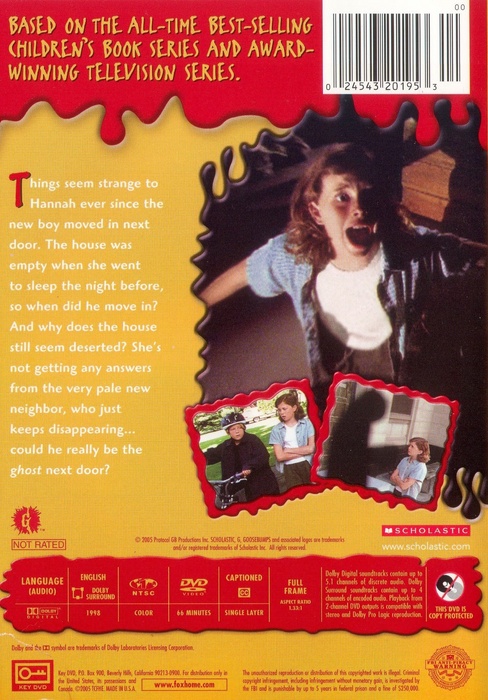 BASED ON THE ALL-TIME BEST-SELLING
CHILDREN'S BOOK SERIES AND AWARD-
WINNING TELEVISION SERIES.
00
0 24543 20195 3
Things seem strange to
Hannah ever since the
new boy moved in next
door. The house was
empty when she went
to sleep the night before,
so when did he move in?
And why does the house
still seem deserted? She's
not getting any answers
from the very pale new
neighbor, who just
keeps disappearing...
could he really be the
ghost next door?
G
NOT RATED
© 2005 Protocol GB Productions Inc. SCHOLASTIC, G, GOOSEBUMPS and associated logos are trademarks
and/or registered trademarks of Scholastic Inc. All rights reserved.
SCHOLASTIC
www.scholastic.com
LANGUAGE
(AUDIO)
DOLBY
DIGITAL
ENGLISH
DOLBY
SURROUND
1998
NTSC
COLOR
DVD
VIDEO
66 MINUTES
CAPTIONED
CC
SINGLE LAYER
FULL
FRAME
ASPECT RATIO
1.33:1
Dolby Digital soundtracks contain up to
5.1 channels of discrete audio. Dolby
Surround soundtracks contain up to 4
channels of encoded audio. Playback from
2 channel DVD outputs is compatible with
stereo and Dolby Pro Logic reproduction.
THIS DVD IS
COPY PROTECTED
Dolby and the DD symbol are trademarks of Dolby Laboratories Licensing Corporation.
KEY DVD
Key DVD, P.O. Box 900, Beverly Hills, California 90213-0900. For distribution only in
the United States, its possessions and
Canada. ©2005 TCFHE. MADE IN U.S.A.
www.foxhome.com
The unauthorized reproduction or distribution of this copyrighted work is illegal. Criminal
copyright infringement, including infringement without monetary gain, is investigated by
the FBI and is punishable by up to 5 years in federal prison and a fine of $250,000.
FBI ANTI-PIRACY
WARNING